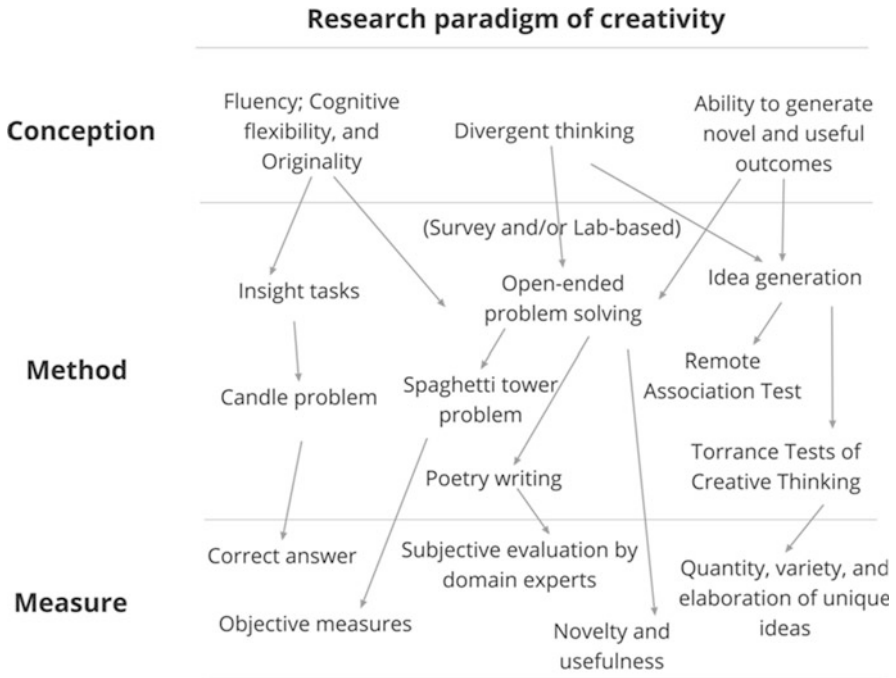 Research paradigm of creativity
Conception
Fluency; Cognitive
flexibility, and
Originality
Divergent thinking
Ability to generate
novel and useful
outcomes
Method
(Survey and/or Lab-based)
Insight tasks
Open-ended
problem solving
Idea generation
Candle problem
Spaghetti tower
problem
Remote
Association Test
Poetry writing
Torrance Tests of
Creative Thinking
Measure
Correct answer
Subjective evaluation by
domain experts
Quantity, variety, and
elaboration of unique
ideas
Objective measures
Novelty and
usefulness